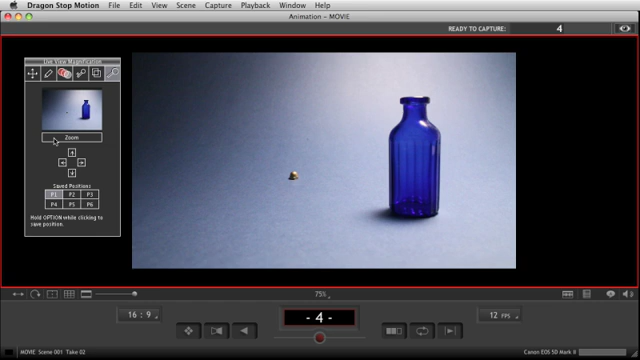 Dragon Stop Motion File Edit View Scene Capture Playback Window Help
Animation - MOVIE
READY TO CAPTURE: 4
Live View Magnification
Zoom
Saved Positions
P1 P2 P3
P4 P5 P6
Hold OPTION while clicking to
save position.
75%
16 : 9
- 4 -
12 FPS
MOVIE Scene 001 Take 02 Canon EOS 5D Mark II